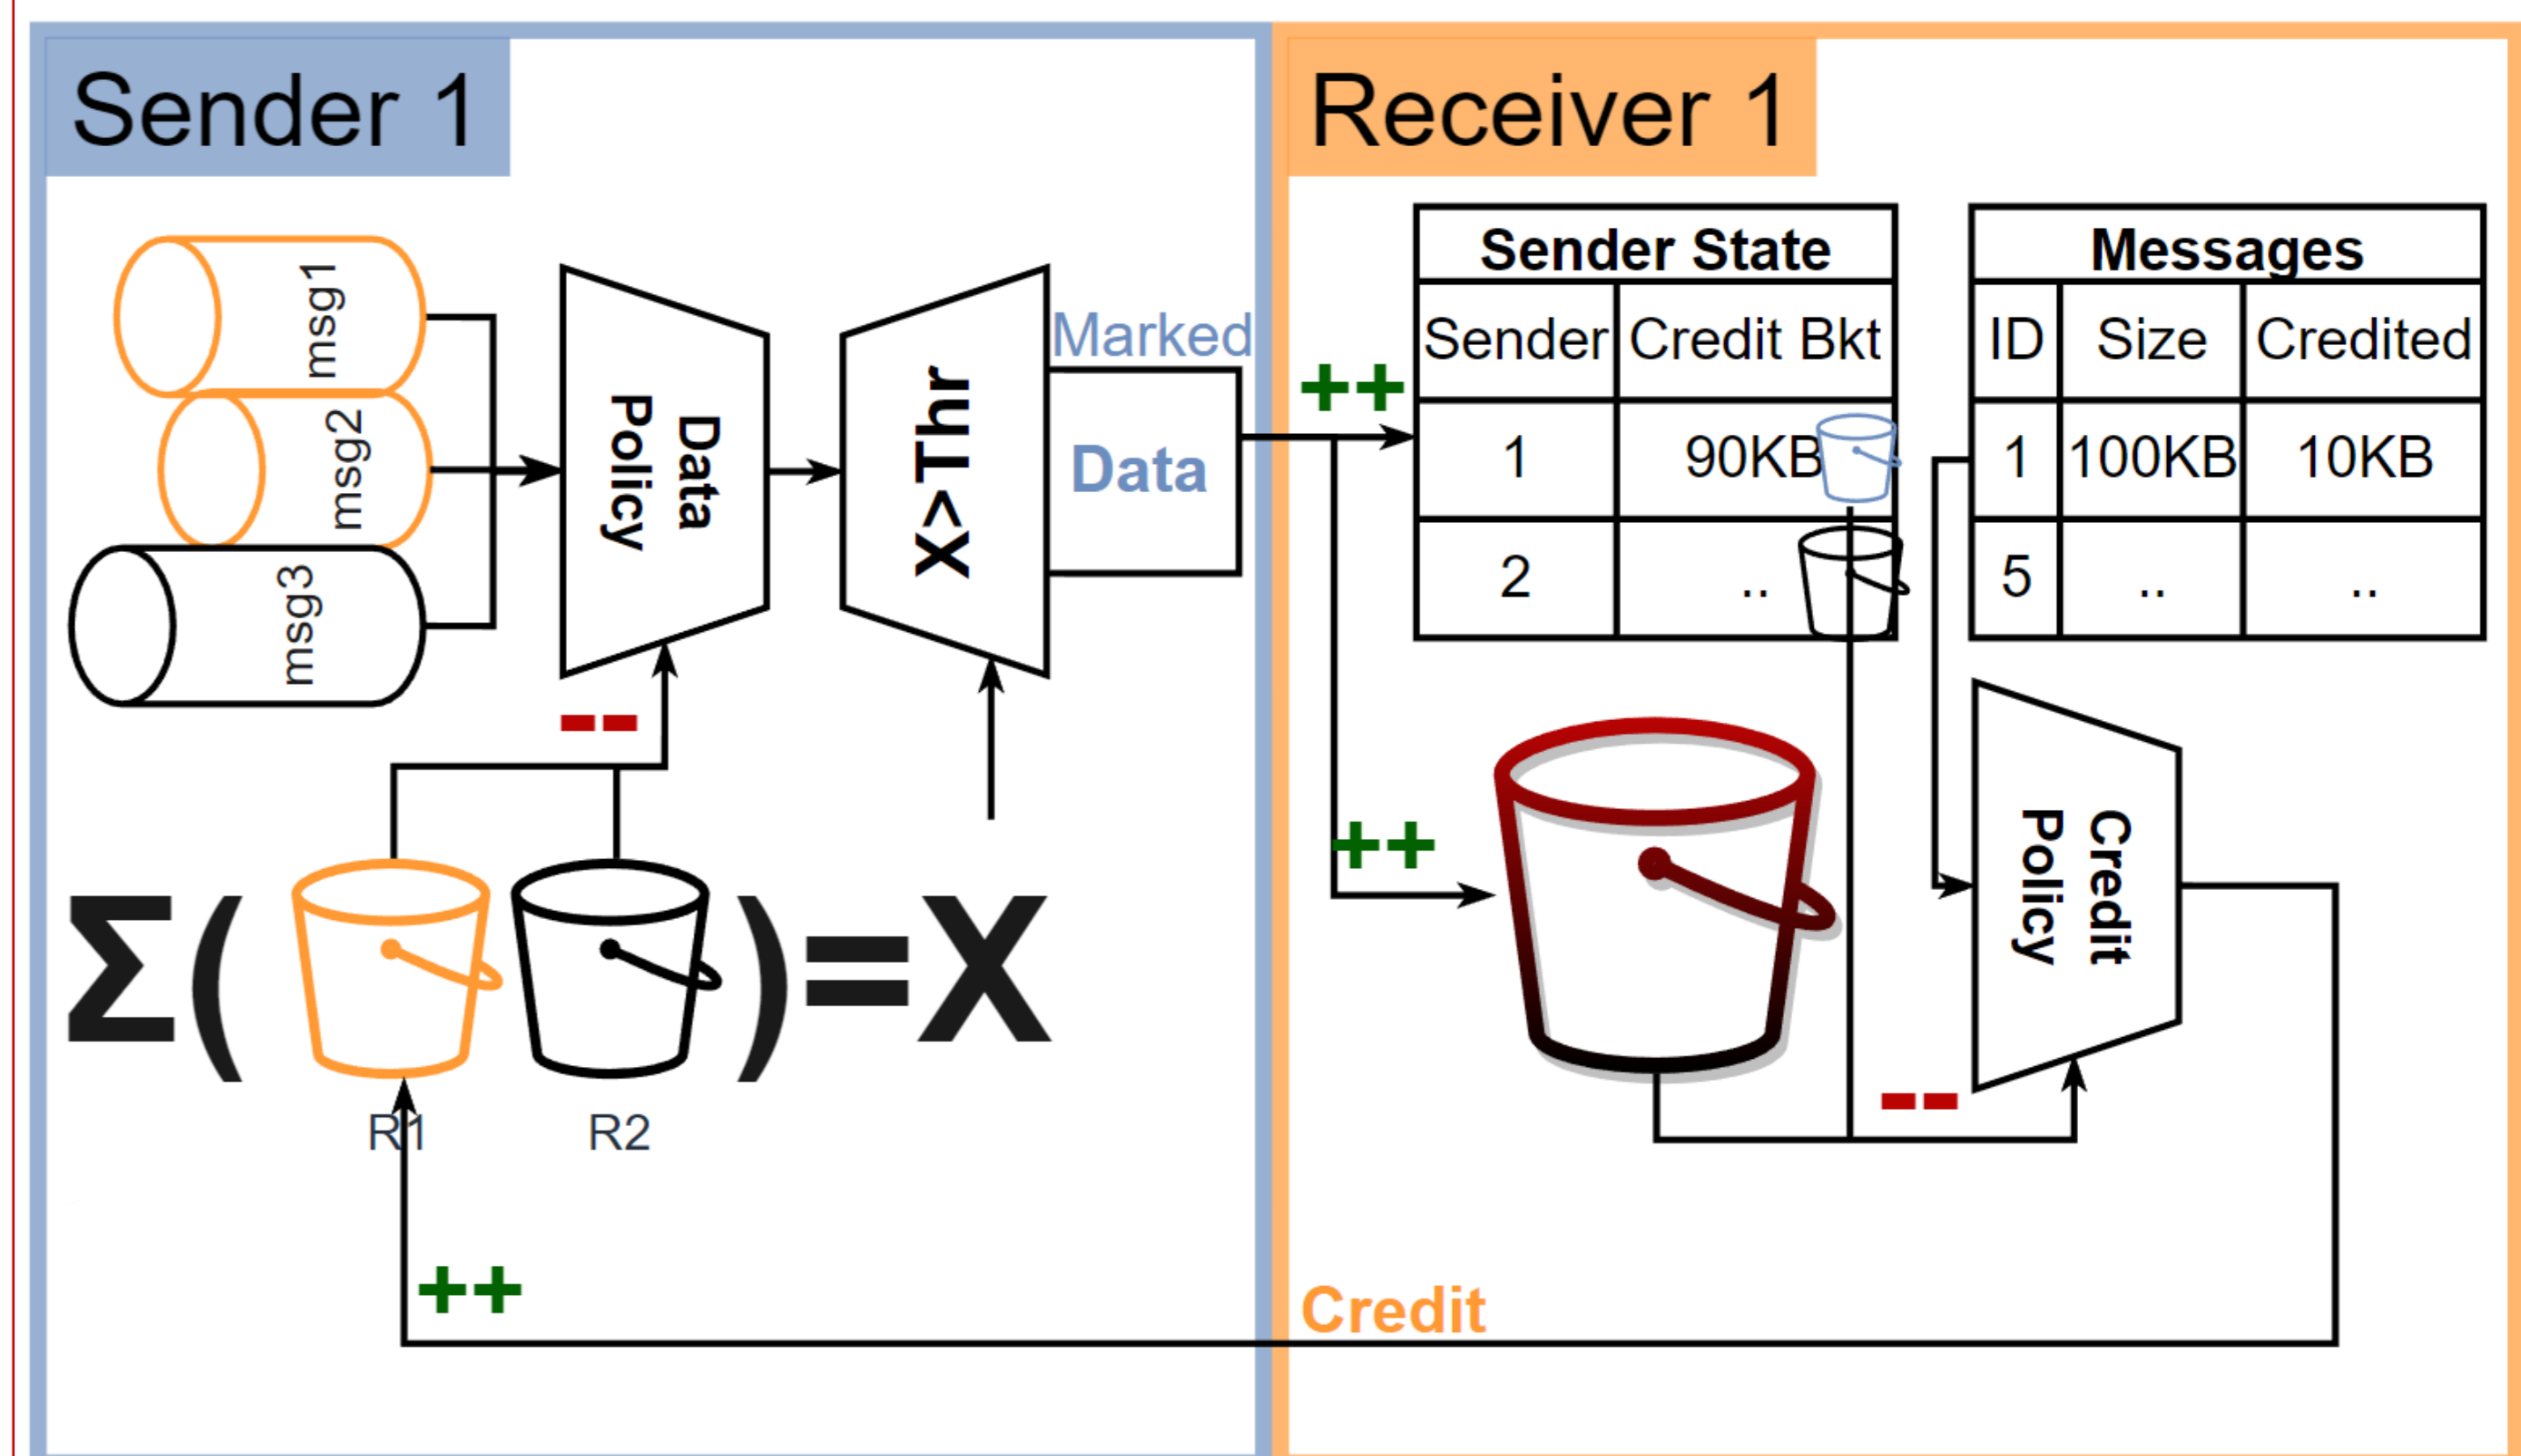 Sender 1
Receiver 1
msg1
msg2
msg3
Data
Policy
X>Thr
Marked
Data
--
Σ( )=X
R1
R2
++
++
Sender State
Sender Credit Bkt
1 90KB
2 ..
Messages
ID Size Credited
1 100KB 10KB
5 .. ..
++
Credit
Policy
--
Credit